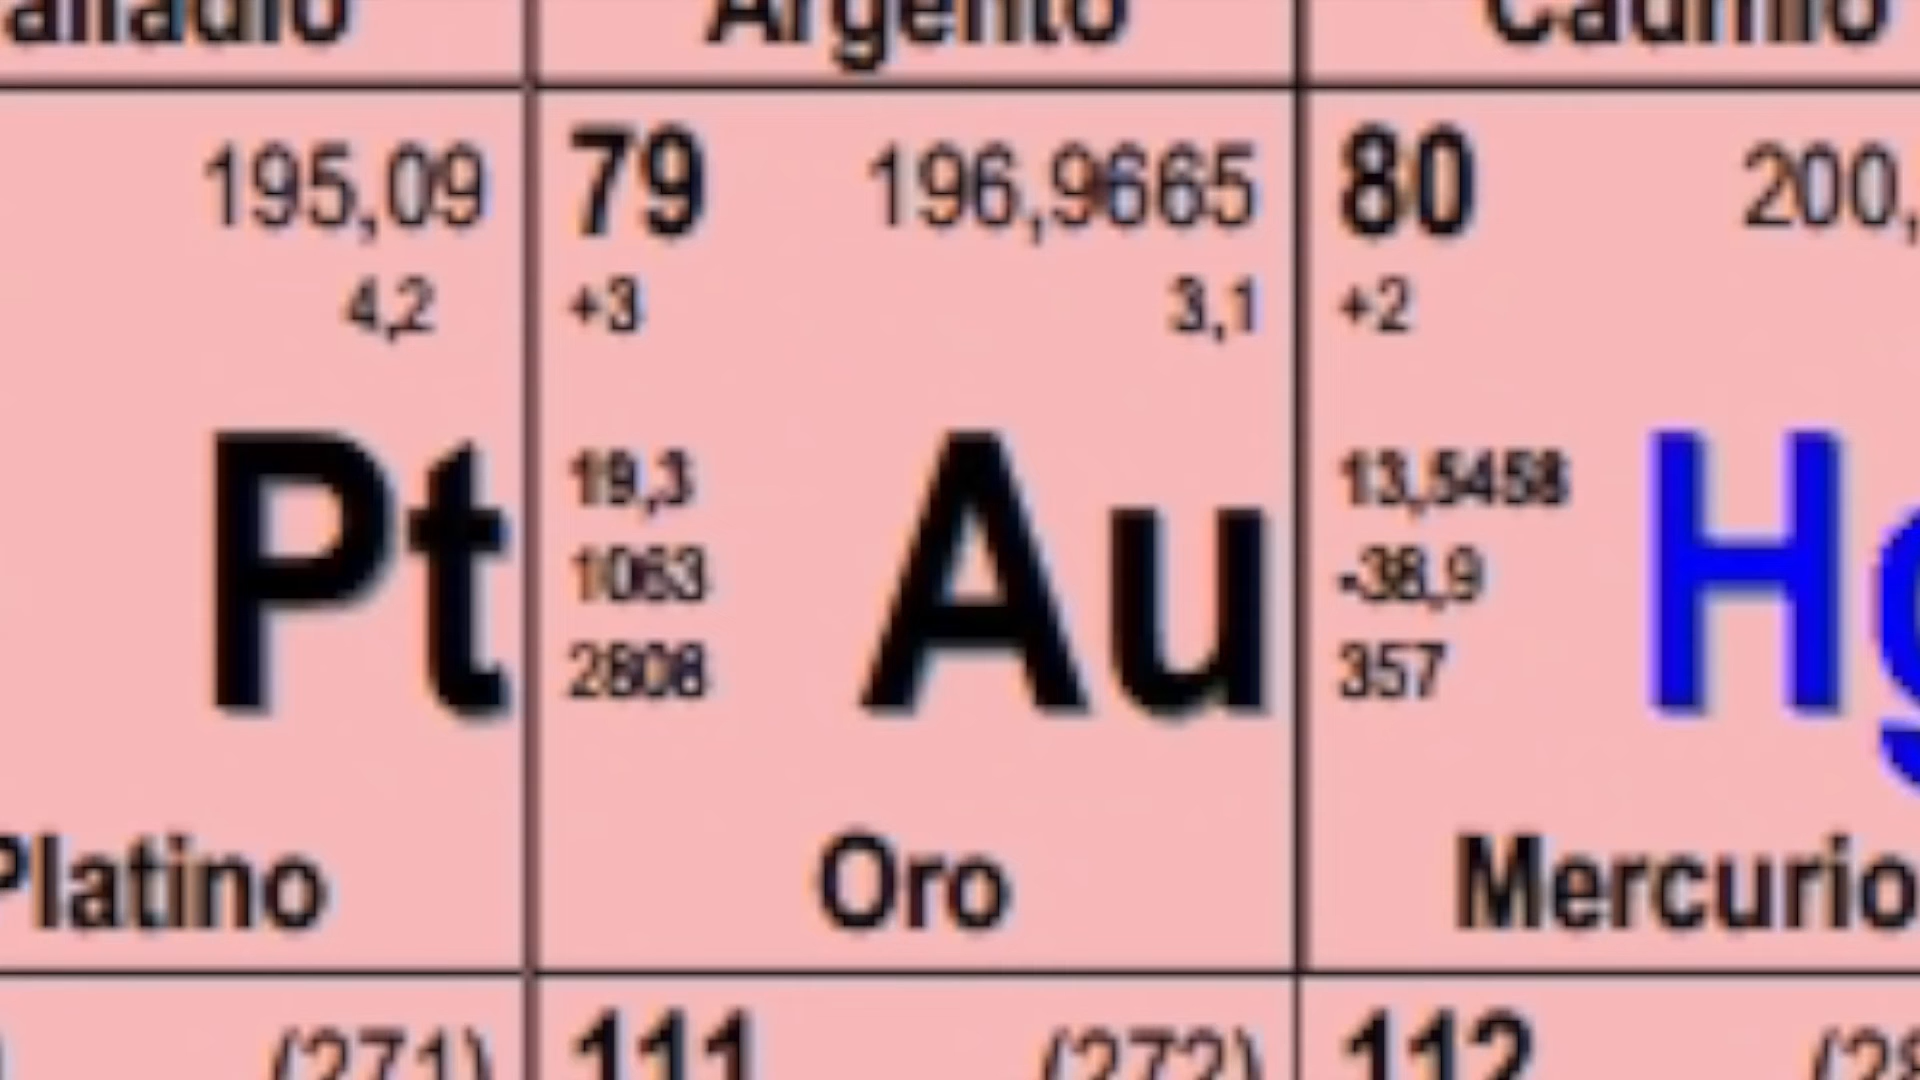 Argento
195,09
4,2
Pt
Platino
79 196,9665
+3 3,1
19,3
1063
2808
Au
Oro
80 200,
+2
13,5458
-38,9
357
Hg
Mercurio
(271)
111 (272)
112